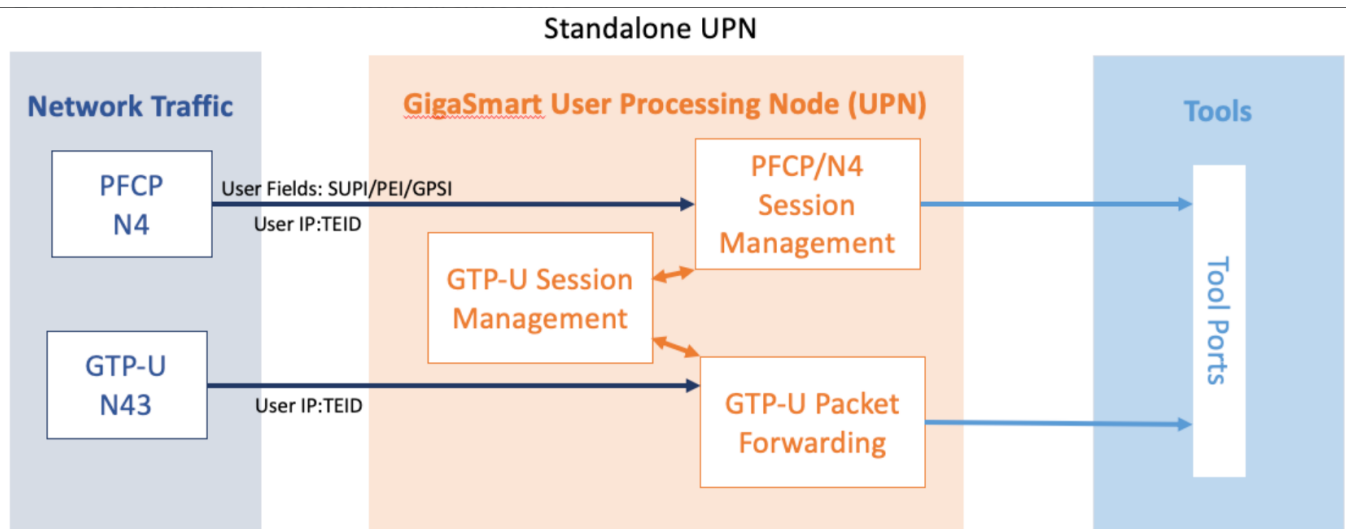 Standalone UPN
Network Traffic
PFCP
N4
GTP-U
N43
User Fields: SUPI/PEI/GPSI
User IP:TEID
User IP:TEID
GigaSmart User Processing Node (UPN)
PFCP/N4
Session
Management
GTP-U Session
Management
GTP-U Packet
Forwarding
Tools
Tool Ports